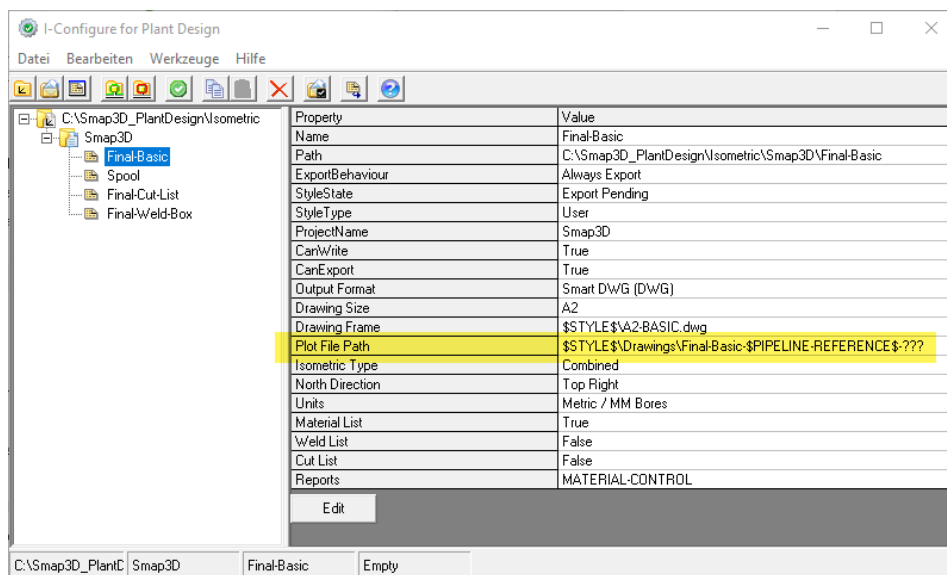 I-Configure for Plant Design
Datei Bearbeiten Werkzeuge Hilfe
C:\Smap3D_PlantDesign\Isometric
Smap3D
Final-Basic
Spool
Final-Cut-List
Final-Weld-Box
Property Value
Name Final-Basic
Path C:\Smap3D_PlantDesign\Isometric\Smap3D\Final-Basic
ExportBehaviour Always Export
StyleState Export Pending
StyleType User
ProjectName Smap3D
CanWrite True
CanExport True
Output Format Smart DWG (DWG)
Drawing Size A2
Drawing Frame $STYLE$\A2-BASIC.dwg
Plot File Path $STYLE$\Drawings\Final-Basic-$PIPELINE-REFERENCE$-???
Isometric Type Combined
North Direction Top Right
Units Metric / MM Bores
Material List True
Weld List False
Cut List False
Reports MATERIAL-CONTROL
Edit
C:\Smap3D_PlantD Smap3D Final-Basic Empty